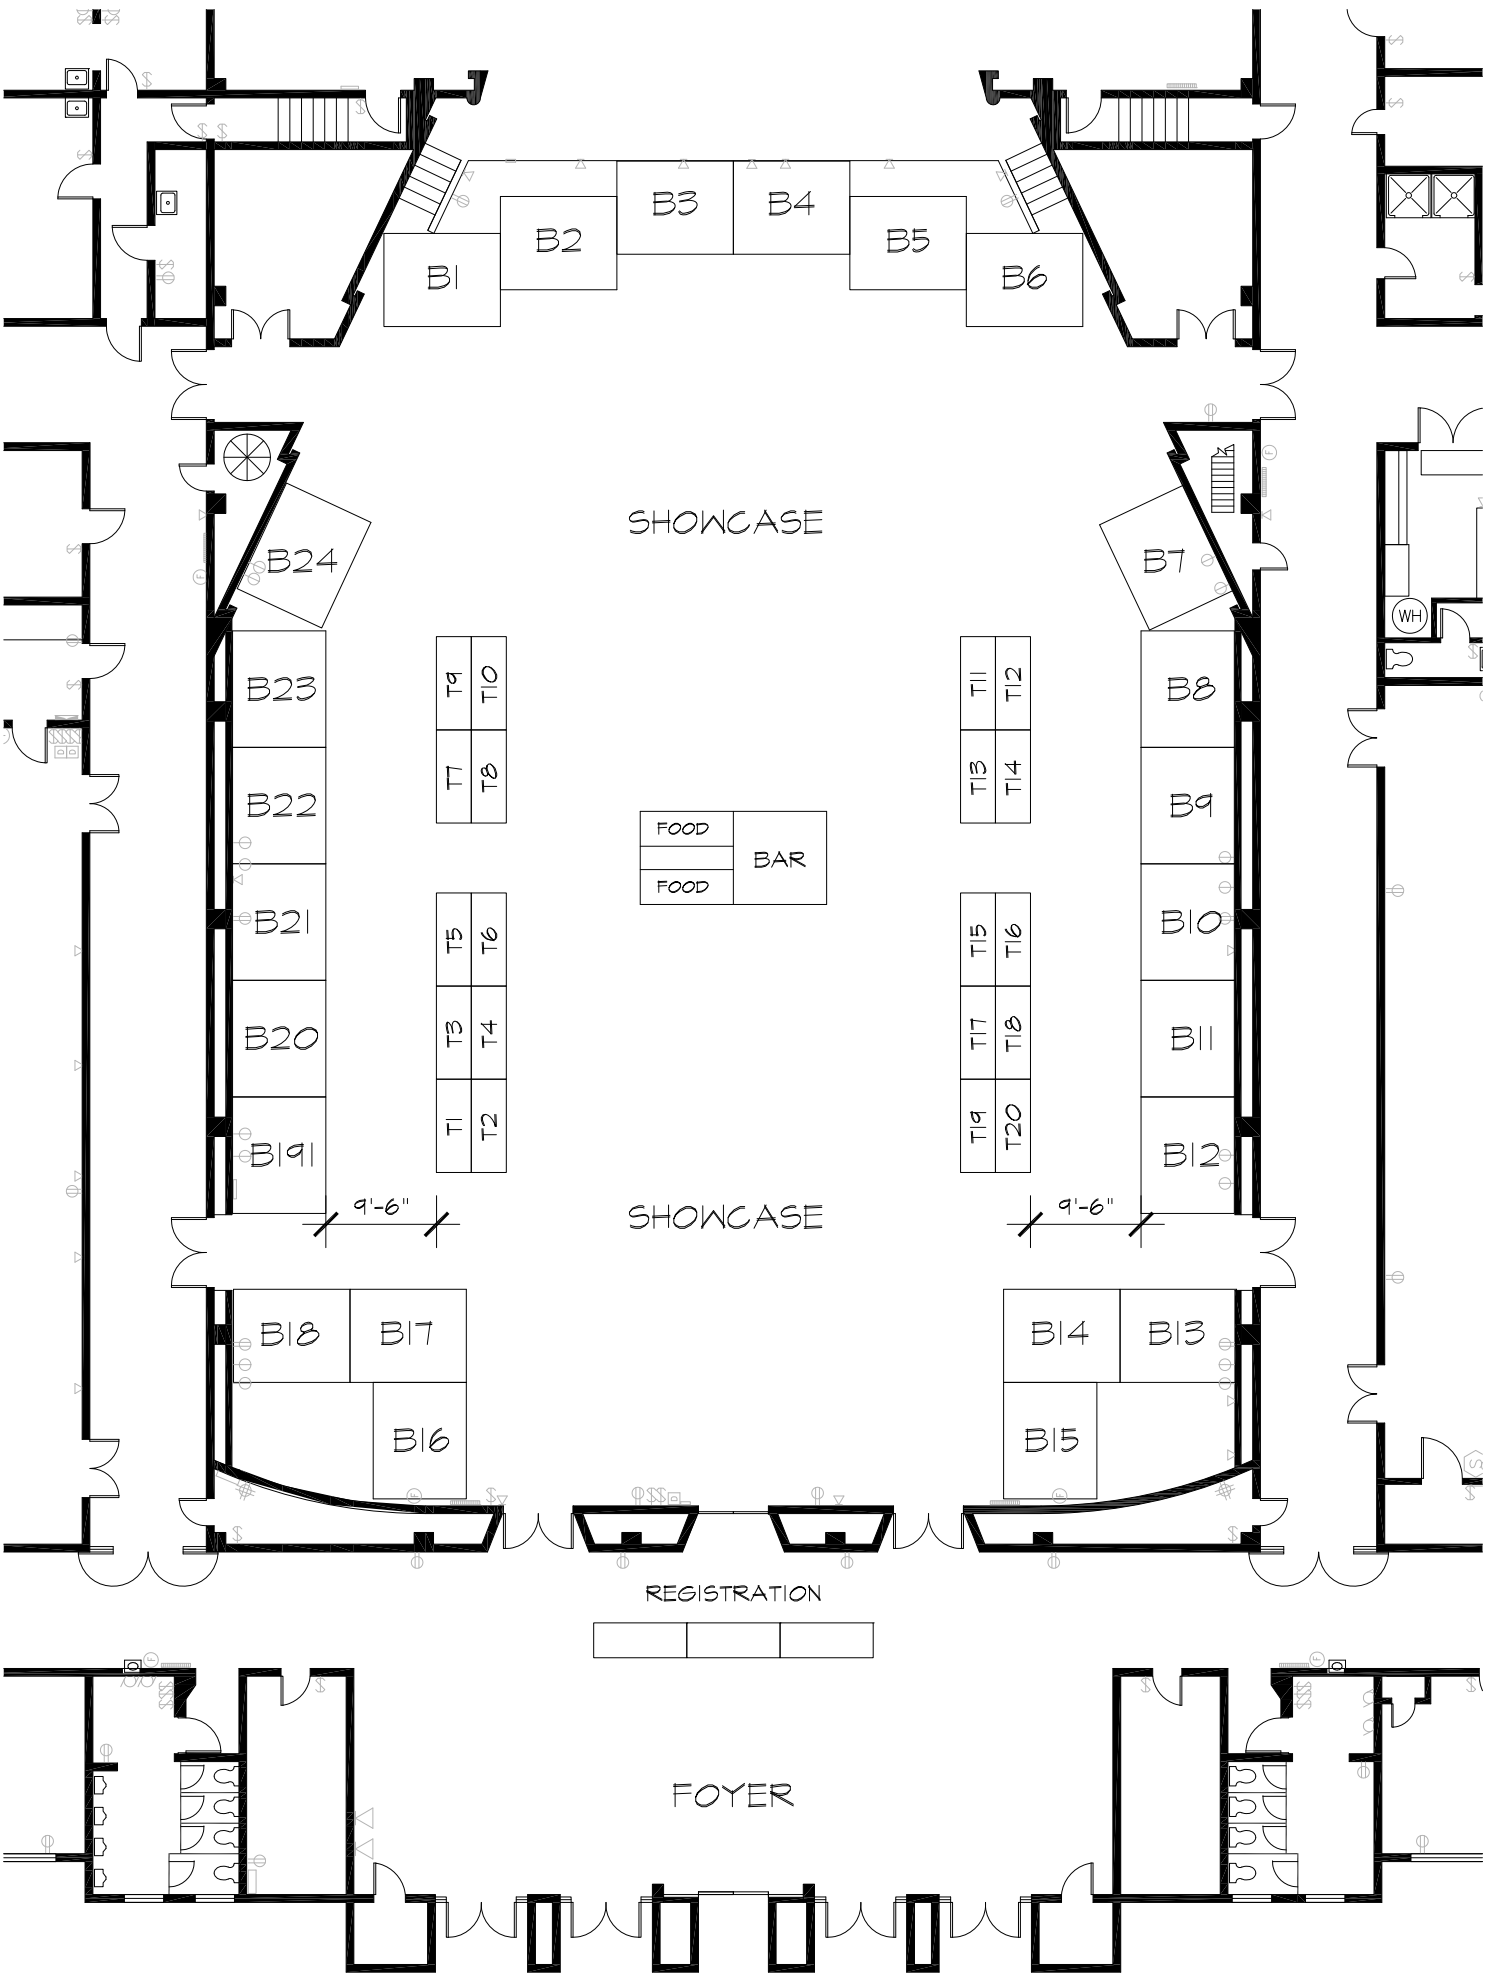 B3 B4
B2 B5
B1 B6
F
SHOWCASE
B24 B7
F
WH
B23 T9 T10 T11 T12 B8
T7 T8 T13 T14
B22 B9
FOOD
BAR
FOOD
B21 T5 T6 T15 T16 B10
B20 T3 T4 T17 T18 B11
T1 T2 T19 T20
B191 B12
9'-6" 9'-6"
SHOWCASE
B18 B17 B14 B13
B16 B15
S
F F
REGISTRATION
F F
FOYER